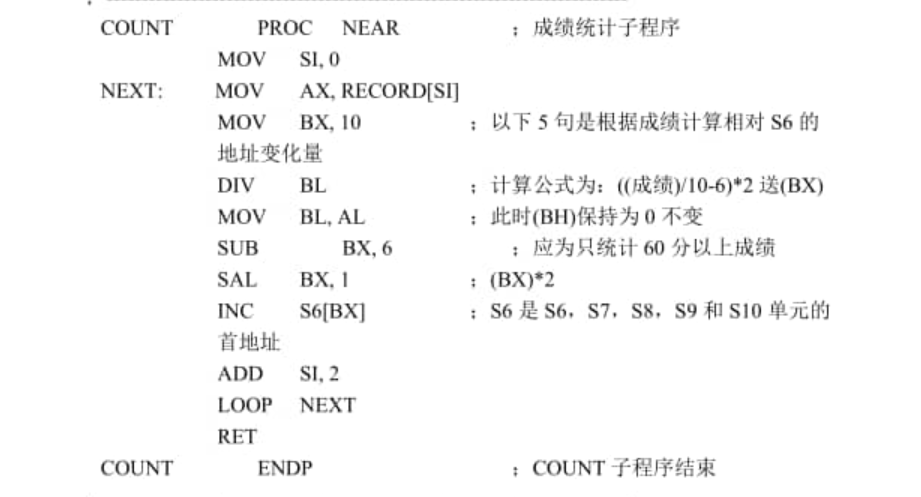 ; ------------------------------------------------------------
COUNT PROC NEAR ; 成绩统计子程序
MOV SI, 0
NEXT: MOV AX, RECORD[SI]
MOV BX, 10 ; 以下 5 句是根据成绩计算相对 S6 的
地址变化量
DIV BL ; 计算公式为：((成绩)/10-6)*2 送(BX)
MOV BL, AL ; 此时(BH)保持为 0 不变
SUB BX, 6 ; 应为只统计 60 分以上成绩
SAL BX, 1 ; (BX)*2
INC S6[BX] ; S6 是 S6，S7，S8，S9 和 S10 单元的
首地址
ADD SI, 2
LOOP NEXT
RET
COUNT ENDP ; COUNT 子程序结束